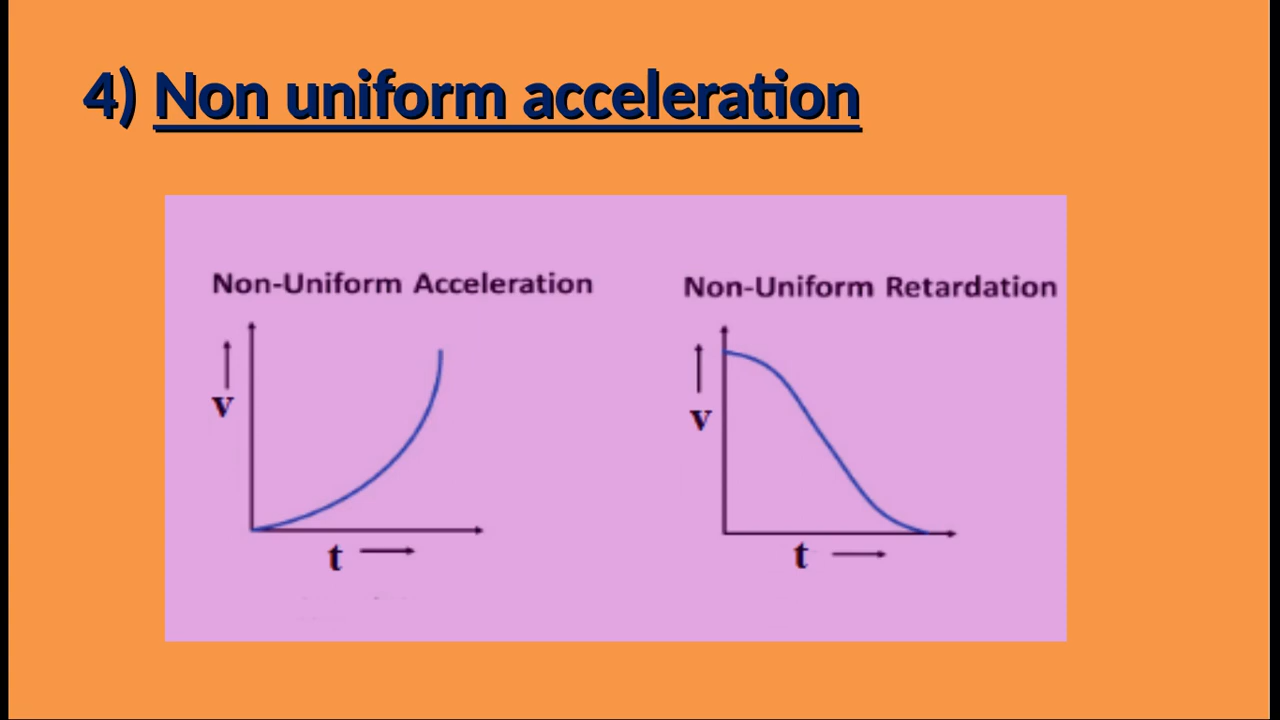 4) Non uniform acceleration
Non-Uniform Acceleration
v
t
Non-Uniform Retardation
v
t